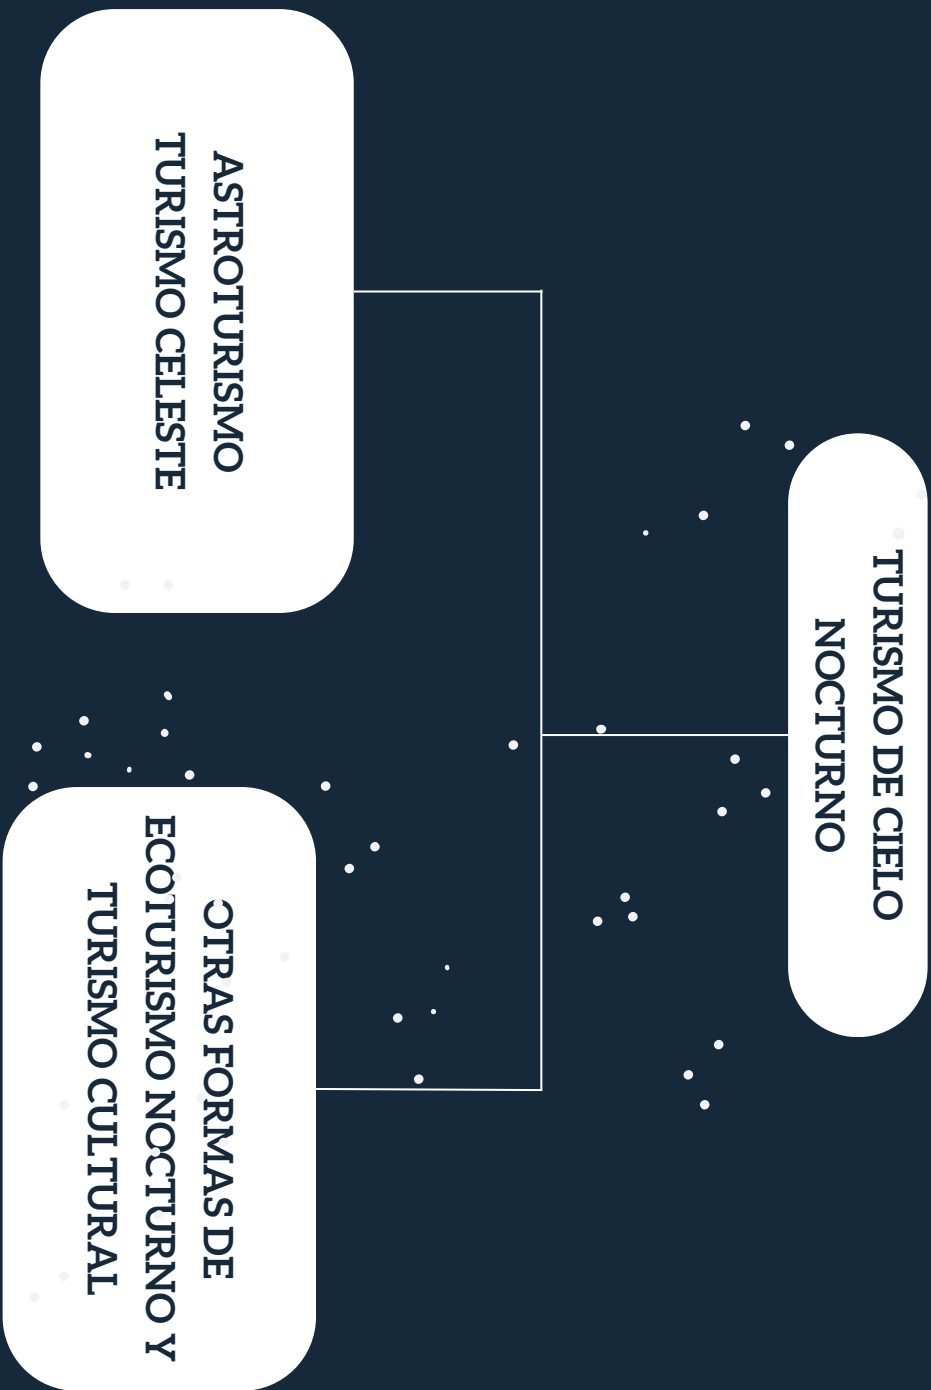 TURISMO DE CIELO
NOCTURNO
ASTROTURISMO
TURISMO CELESTE
OTRAS FORMAS DE
ECOTURISMO NOCTURNO Y
TURISMO CULTURAL